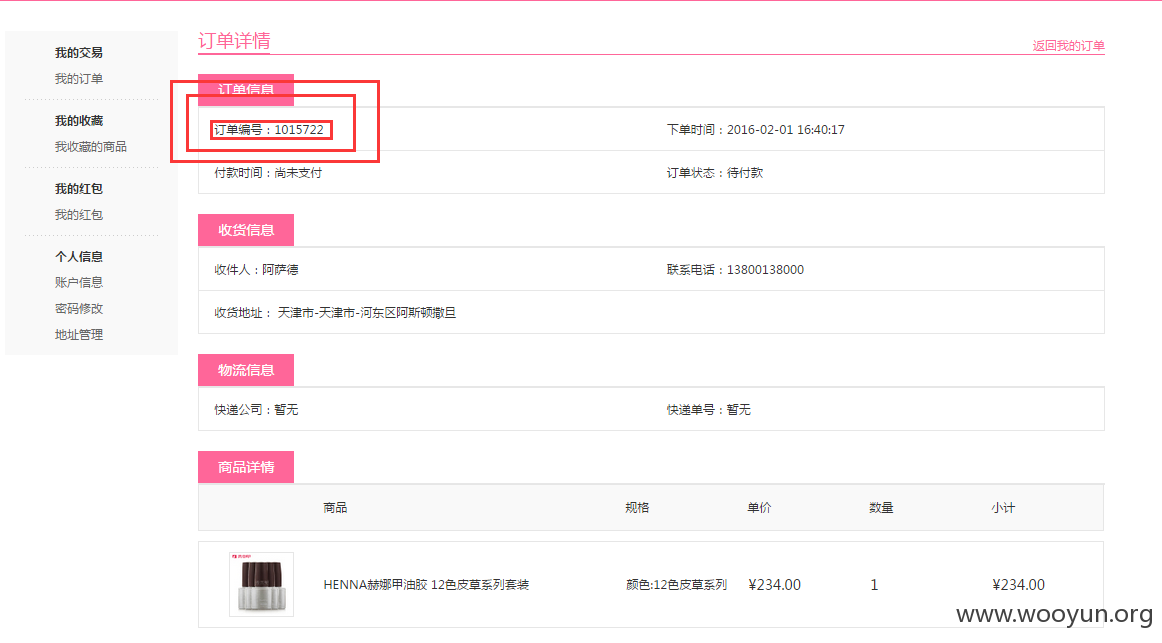 订单详情
返回我的订单
我的交易
我的订单
我的收藏
我收藏的商品
我的红包
我的红包
个人信息
账户信息
密码修改
地址管理
订单信息
订单编号：1015722
下单时间：2016-02-01 16:40:17
付款时间：尚未支付
订单状态：待付款
收货信息
收件人：阿萨德
联系电话：13800138000
收货地址： 天津市-天津市-河东区阿斯顿撒旦
物流信息
快递公司：暂无
快递单号：暂无
商品详情
商品 规格 单价 数量 小计
HENNA赫娜甲油胶 12色皮草系列套装 颜色:12色皮草系列 ¥234.00 1 ¥234.00
www.wooyun.org